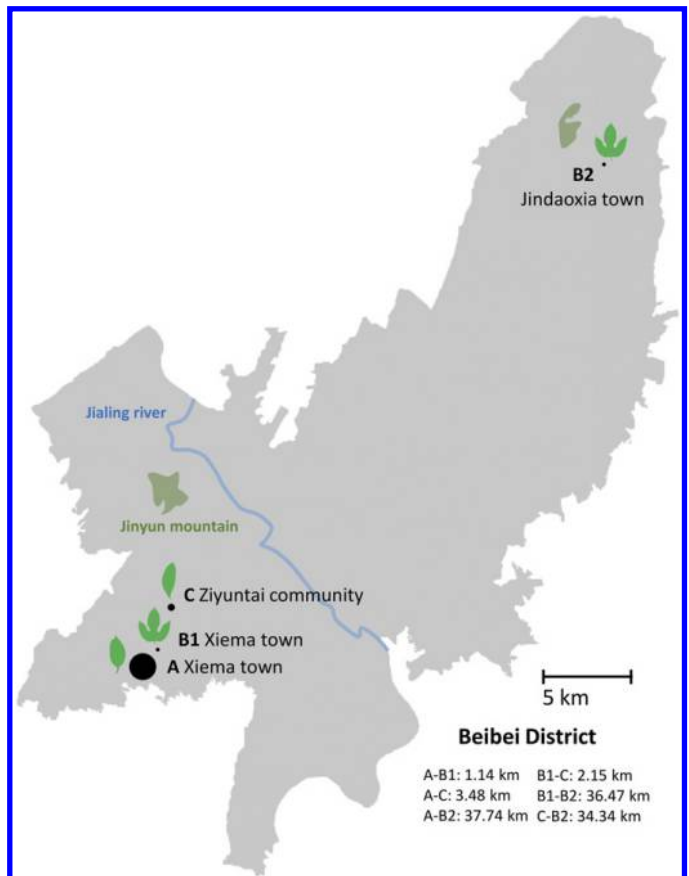 B2
Jindaoxia town
Jialing river
Jinyun mountain
C Ziyuntai community
B1 Xiema town
A Xiema town
5 km
Beibei District
A-B1: 1.14 km B1-C: 2.15 km
A-C: 3.48 km B1-B2: 36.47 km
A-B2: 37.74 km C-B2: 34.34 km